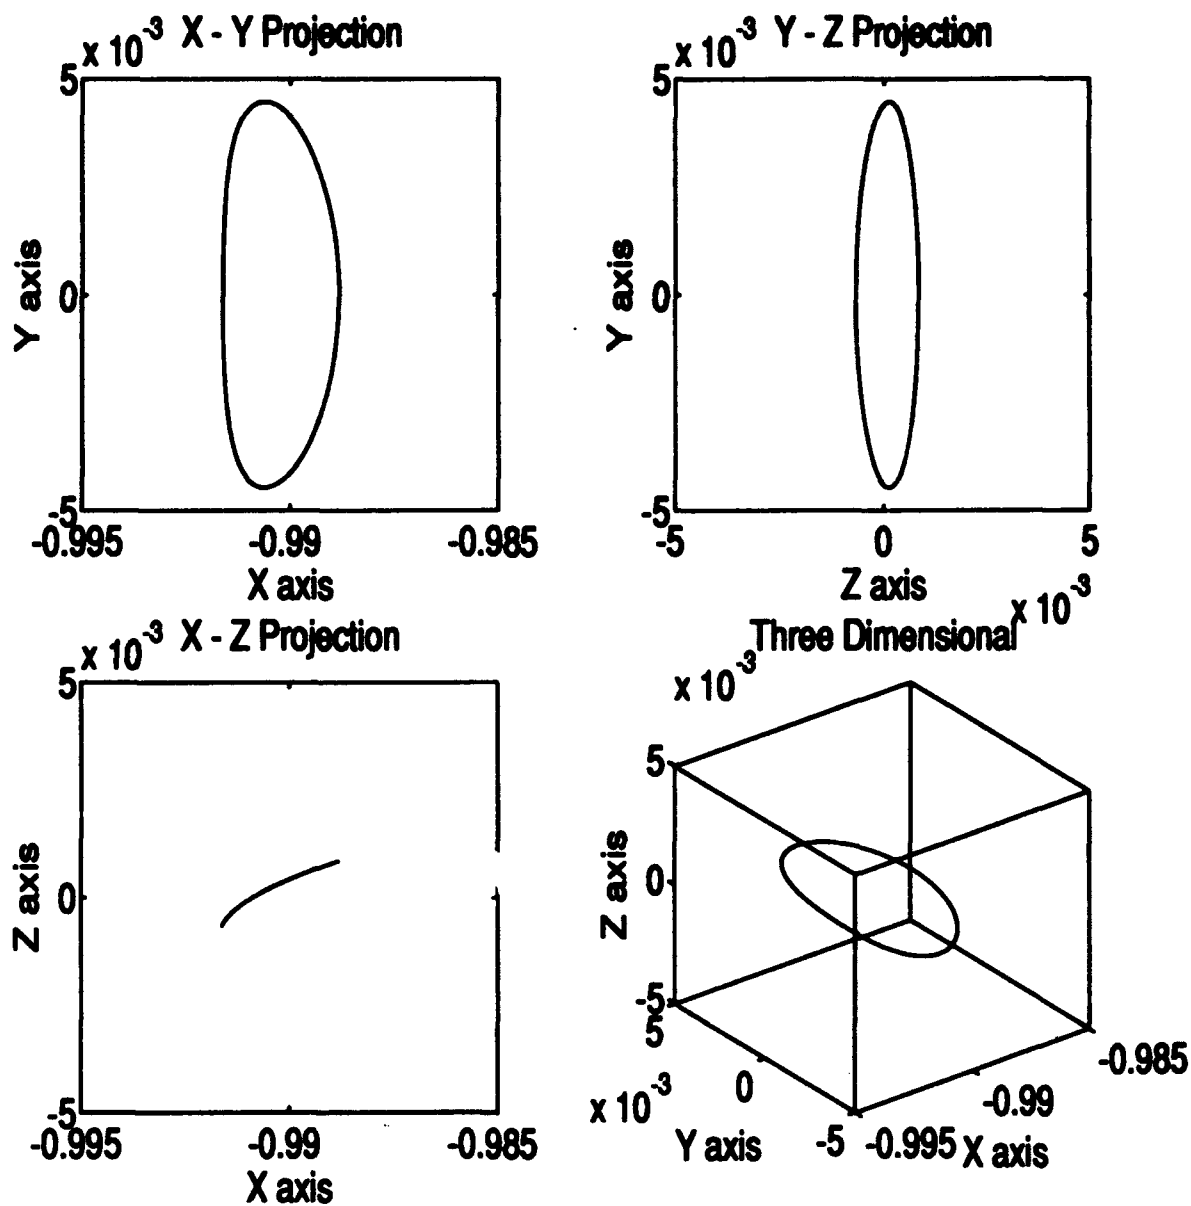 x 10-3 X - Y Projection
5
0
-5
Y axis
-0.995 -0.99 -0.985
X axis
x 10-3 Y - Z Projection
5
0
-5
Y axis
-5 0 5
Z axis
x 10-3
x 10-3 X - Z Projection
5
0
-5
Z axis
-0.995 -0.99 -0.985
X axis
Three Dimensional
x 10-3
5
0
-5
Z axis
5
0
-5
x 10-3
Y axis
-0.995
-0.99
-0.985
X axis